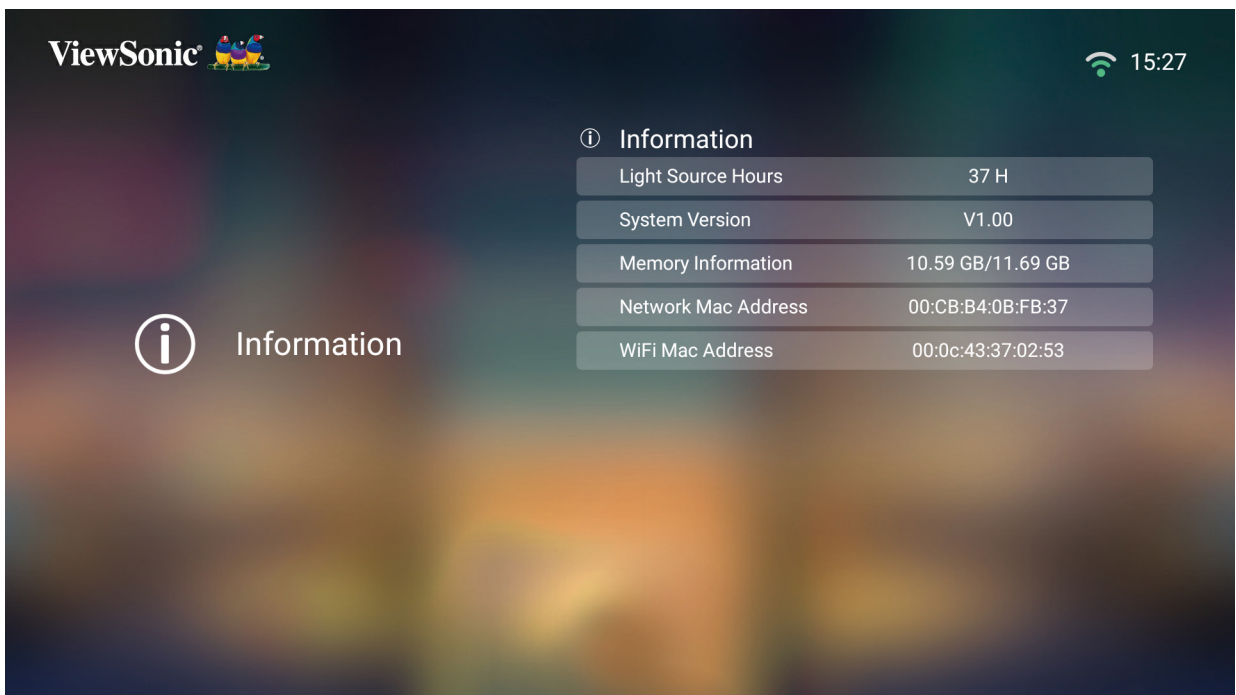 ViewSonic®
15:27
Information
Light Source Hours 37 H
System Version V1.00
Memory Information 10.59 GB/11.69 GB
Network Mac Address 00:CB:B4:0B:FB:37
WiFi Mac Address 00:0c:43:37:02:53
Information